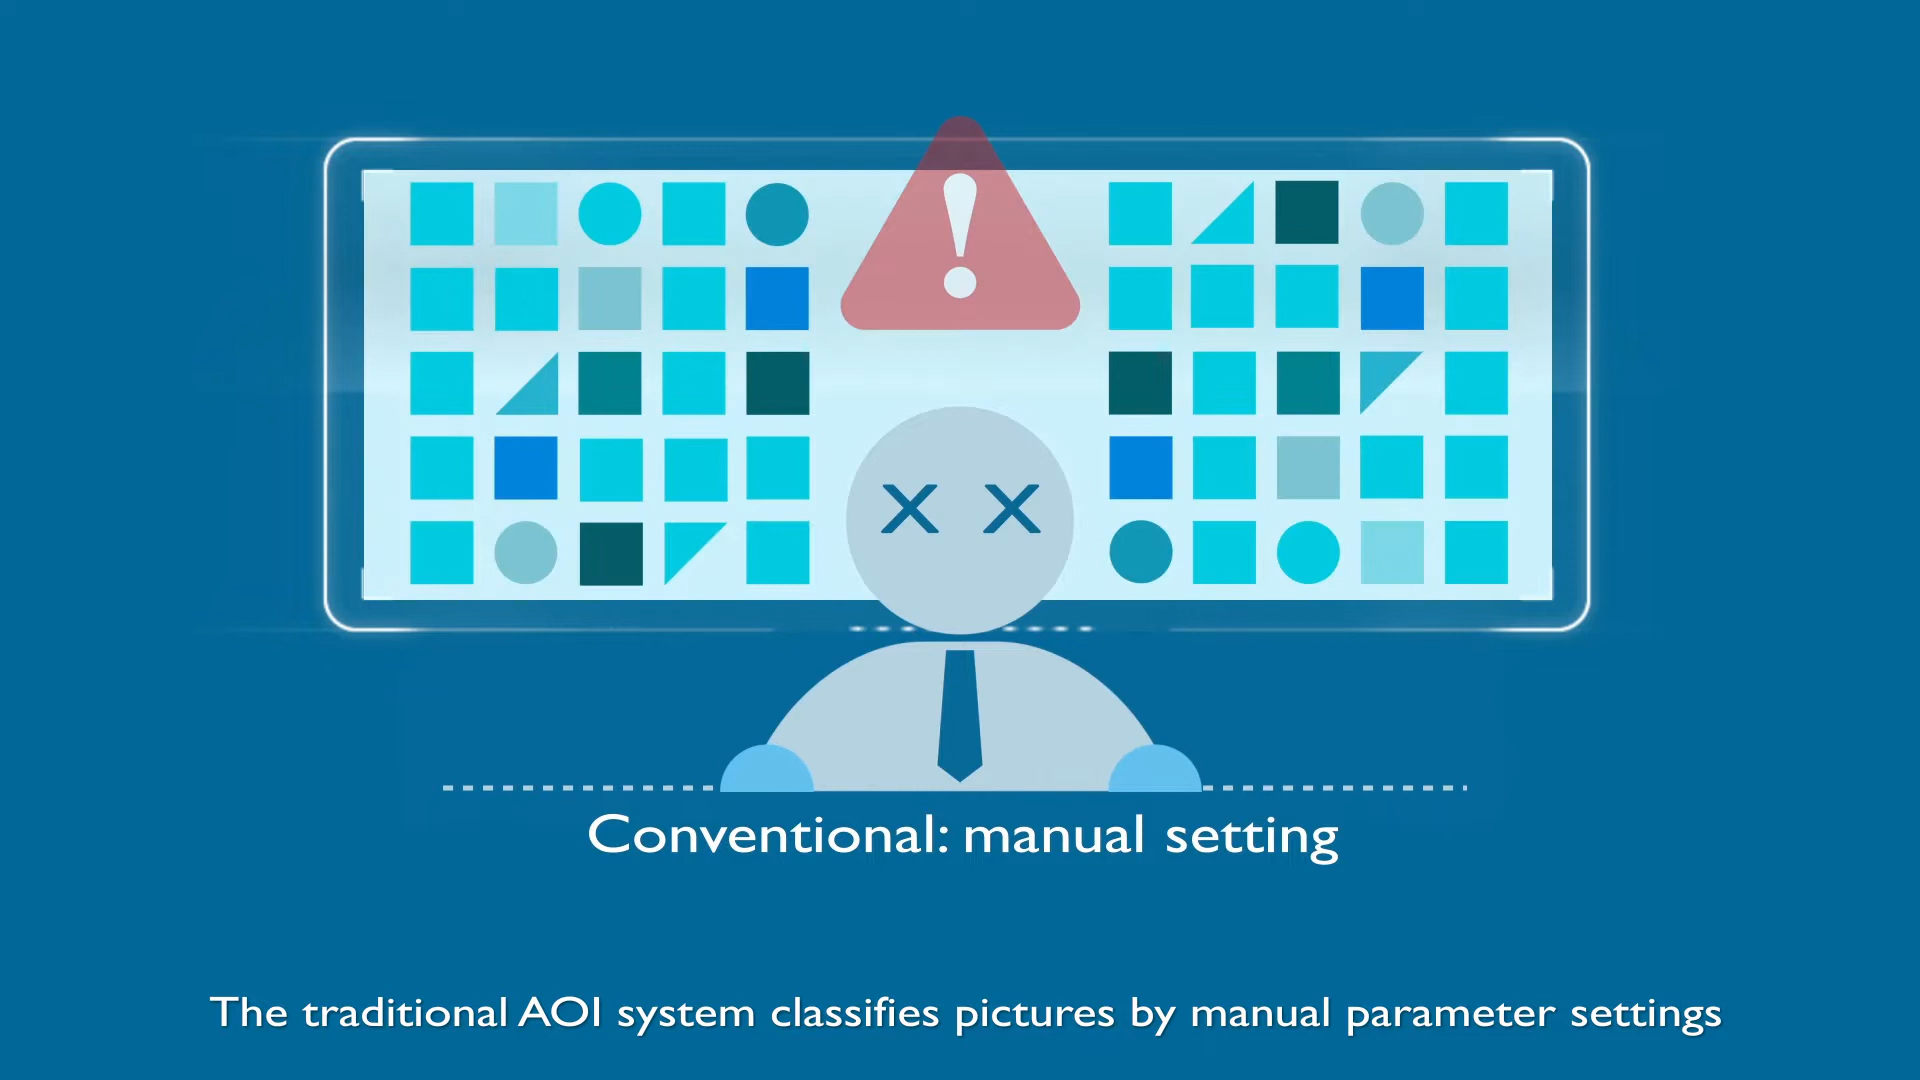 !
Conventional: manual setting
The traditional AOI system classifies pictures by manual parameter settings